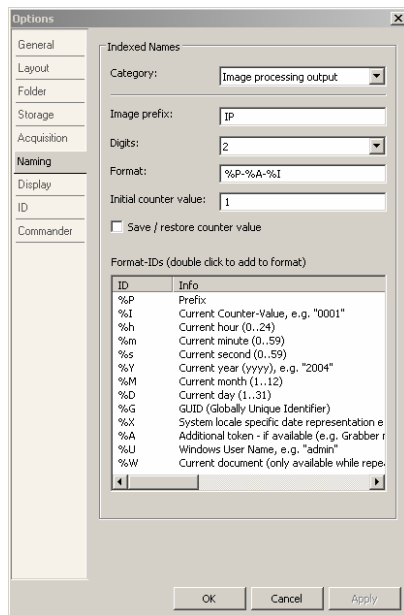 Options
General
Layout
Folder
Storage
Acquisition
Naming
Display
ID
Commander
Indexed Names
Category: Image processing output
Image prefix: IP
Digits: 2
Format: %P-%A-%I
Initial counter value: 1
Save / restore counter value
Format-IDs (double click to add to format)
ID Info
%P Prefix
%I Current Counter-Value, e.g. "0001"
%h Current hour (0..24)
%m Current minute (0..59)
%s Current second (0..59)
%Y Current year (yyyy), e.g. "2004"
%M Current month (1..12)
%D Current day (1..31)
%G GUID (Globally Unique Identifier)
%X System locale specific date representation e
%A Additional token - if available (e.g. Grabber r
%U Windows User Name, e.g. "admin"
%W Current document (only available while repe
OK Cancel Apply